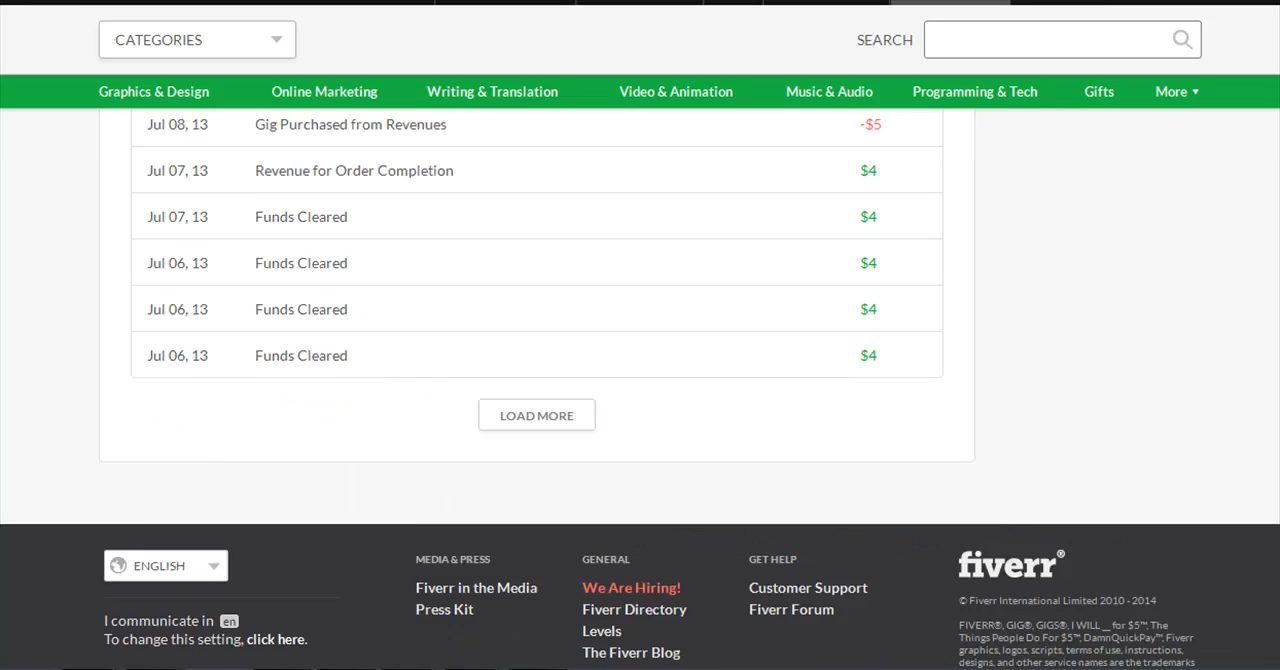 CATEGORIES SEARCH
Graphics & Design Online Marketing Writing & Translation Video & Animation Music & Audio Programming & Tech Gifts More
Jul 08, 13 Gig Purchased from Revenues -$5
Jul 07, 13 Revenue for Order Completion $4
Jul 07, 13 Funds Cleared $4
Jul 06, 13 Funds Cleared $4
Jul 06, 13 Funds Cleared $4
Jul 06, 13 Funds Cleared $4
LOAD MORE
ENGLISH
I communicate in en
To change this setting, click here.
MEDIA & PRESS
Fiverr in the Media
Press Kit
GENERAL
We Are Hiring!
Fiverr Directory
Levels
The Fiverr Blog
GET HELP
Customer Support
Fiverr Forum
fiverr®
© Fiverr International Limited 2010 - 2014
FIVERR®, GIG®, GIGS®, I WILL __ for $5™, The
Things People Do For $5™, DamnQuickPay™, Fiverr
graphics, logos, scripts, terms of use, instructions,
designs, and other service names are the trademarks